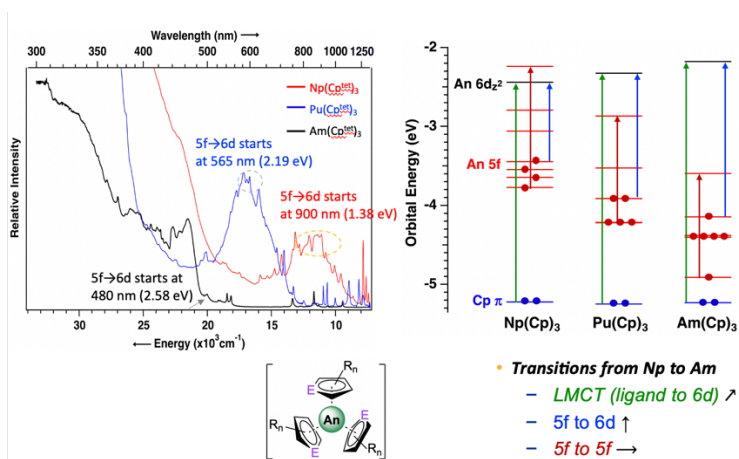 Wavelength (nm) —>
300
400
500
600
800
1000
1250
Np(Cptet)3
Pu(Cptet)3
Am(Cptet)3
5f→6d starts
at 565 nm (2.19 eV)
5f→6d starts
at 900 nm (1.38 eV)
5f→6d starts at
480 nm (2.58 eV)
Relative Intensity
30
25
20
15
10
<— Energy (x10³cm⁻¹)
Rn
E
Rn
An
E
E
Rn
-2
-3
-4
-5
Orbital Energy (eV)
An 6dz²
An 5f
Cp π
Np(Cp)3
Pu(Cp)3
Am(Cp)3
• Transitions from Np to Am
– LMCT (ligand to 6d) ↗
– 5f to 6d ↑
– 5f to 5f →